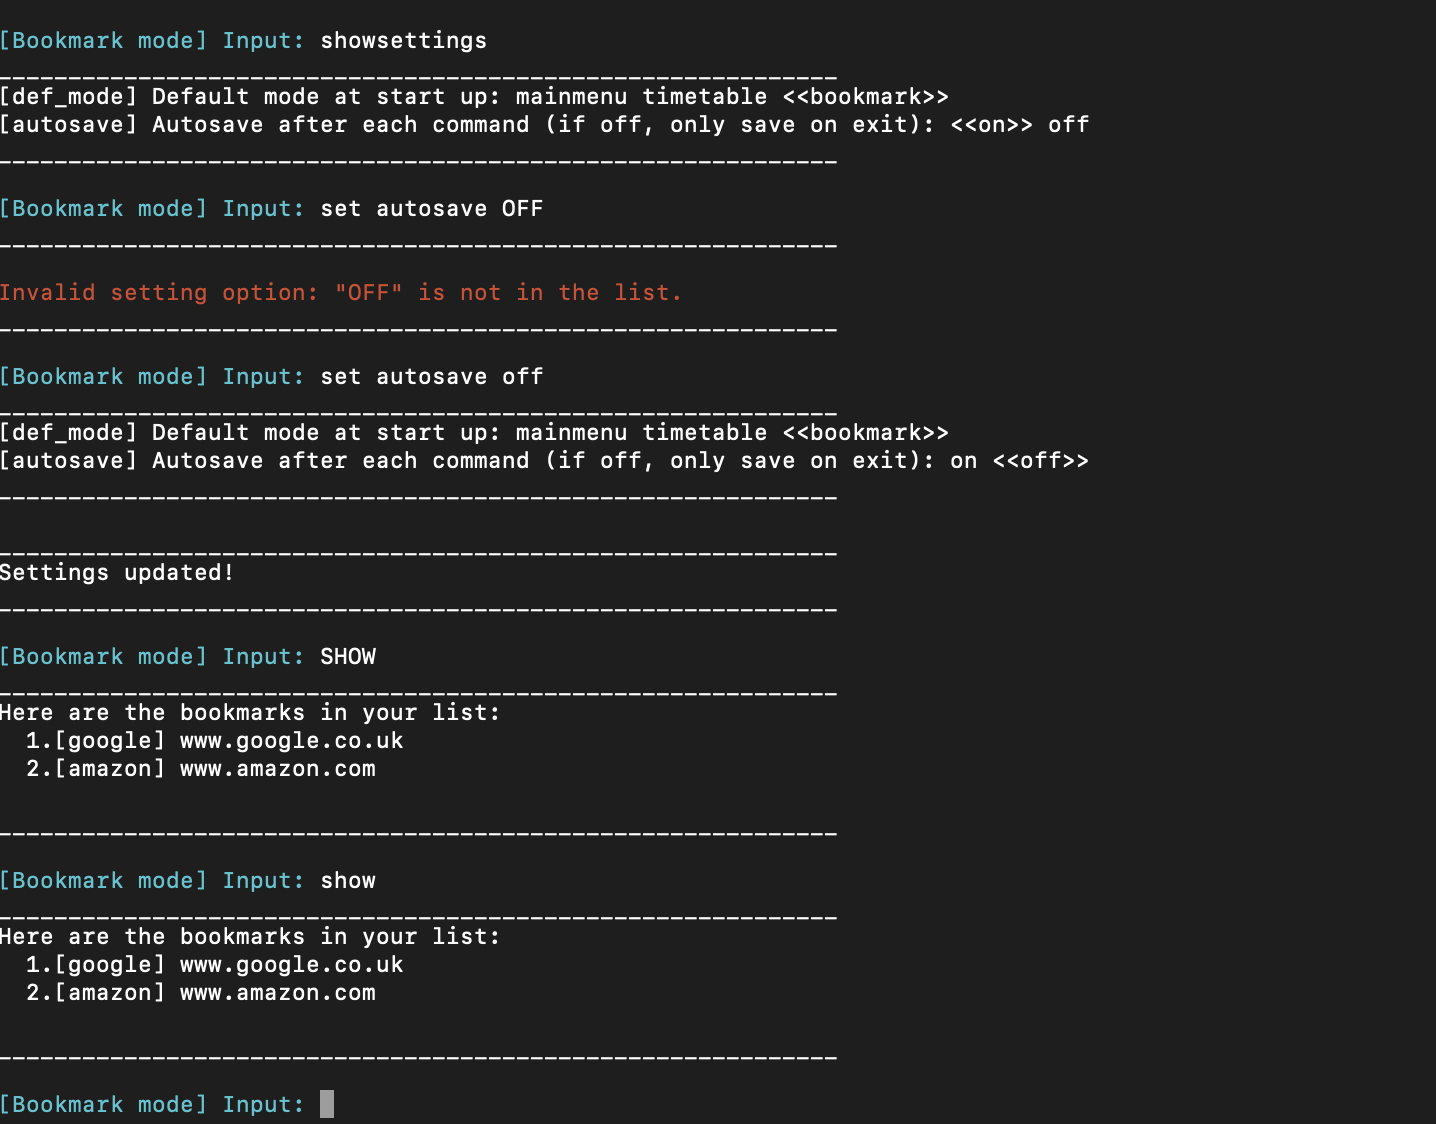 [Bookmark mode] Input: showsettings
____________________________________________________________
[def_mode] Default mode at start up: mainmenu timetable <<bookmark>>
[autosave] Autosave after each command (if off, only save on exit): <<on>> off
____________________________________________________________
[Bookmark mode] Input: set autosave OFF
____________________________________________________________
Invalid setting option: "OFF" is not in the list.
____________________________________________________________
[Bookmark mode] Input: set autosave off
____________________________________________________________
[def_mode] Default mode at start up: mainmenu timetable <<bookmark>>
[autosave] Autosave after each command (if off, only save on exit): on <<off>>
____________________________________________________________
____________________________________________________________
Settings updated!
____________________________________________________________
[Bookmark mode] Input: SHOW
____________________________________________________________
Here are the bookmarks in your list:
  1.[google] www.google.co.uk
  2.[amazon] www.amazon.com
____________________________________________________________
[Bookmark mode] Input: show
____________________________________________________________
Here are the bookmarks in your list:
  1.[google] www.google.co.uk
  2.[amazon] www.amazon.com
____________________________________________________________
[Bookmark mode] Input: